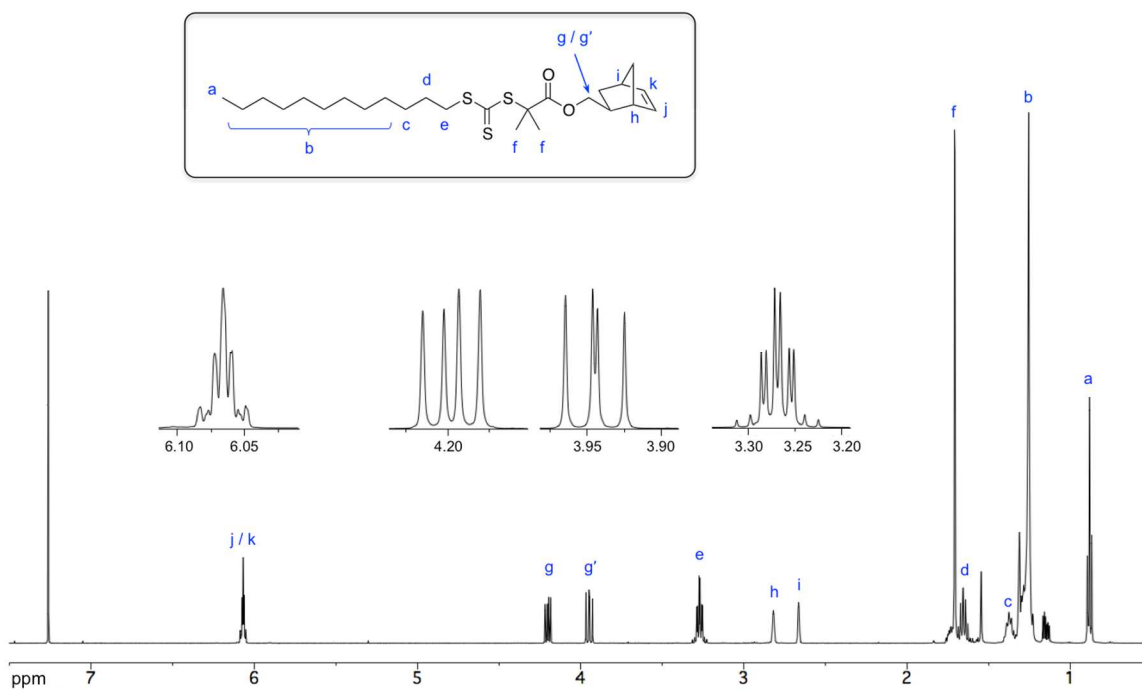 g / g′
O
i
k
d
a
S
S
O
j
c
e
h
S
b
f
f
f
b
6.10
6.05
4.20
3.95
3.90
3.30
3.25
3.20
a
j / k
g
g′
e
h
i
d
c
ppm
7
6
5
4
3
2
1